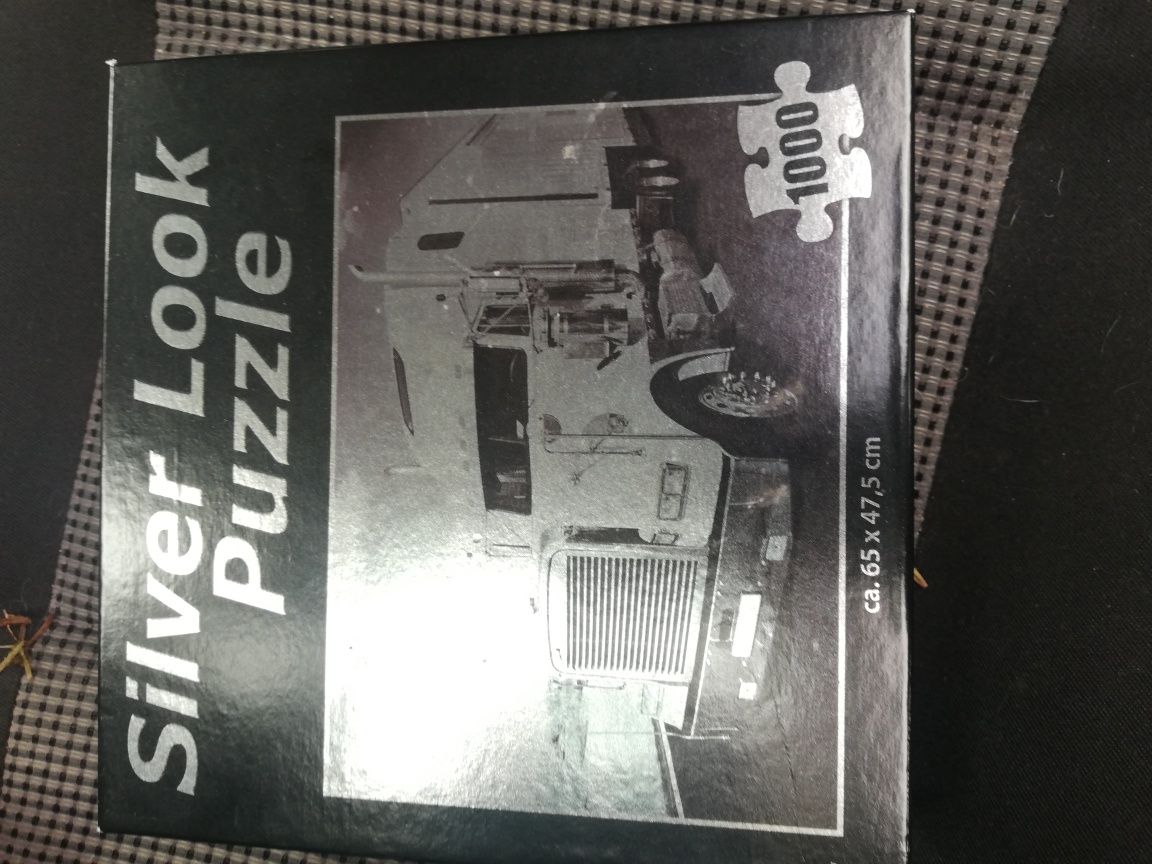 Silver Look
Puzzle
1000
ca. 65 x 47,5 cm